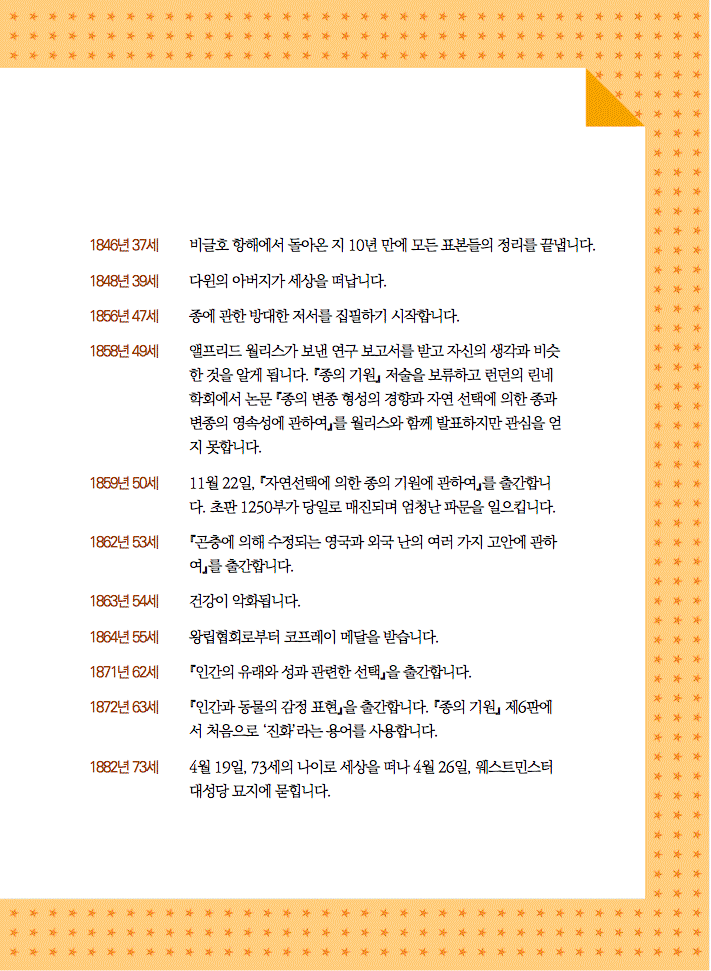 1846년 37세 비글호 항해에서 돌아온 지 10년 만에 모든 표본들의 정리를 끝냅니다.
1848년 39세 다윈의 아버지가 세상을 떠납니다.
1856년 47세 종에 관한 방대한 저서를 집필하기 시작합니다.
1858년 49세 앨프리드 월리스가 보낸 연구 보고서를 받고 자신의 생각과 비슷
한 것을 알게 됩니다. 『종의 기원』 저술을 보류하고 런던의 린네
학회에서 논문 『종의 변종 형성의 경향과 자연 선택에 의한 종과
변종의 영속성에 관하여』를 월리스와 함께 발표하지만 관심을 얻
지 못합니다.
1859년 50세 11월 22일, 『자연선택에 의한 종의 기원에 관하여』를 출간합니
다. 초판 1250부가 당일로 매진되며 엄청난 파문을 일으킵니다.
1862년 53세 『곤충에 의해 수정되는 영국과 외국 난의 여러 가지 고안에 관하
여』를 출간합니다.
1863년 54세 건강이 악화됩니다.
1864년 55세 왕립협회로부터 코프레이 메달을 받습니다.
1871년 62세 『인간의 유래와 성과 관련한 선택』을 출간합니다.
1872년 63세 『인간과 동물의 감정 표현』을 출간합니다. 『종의 기원』 제6판에
서 처음으로 ‘진화’라는 용어를 사용합니다.
1882년 73세 4월 19일, 73세의 나이로 세상을 떠나 4월 26일, 웨스트민스터
대성당 묘지에 묻힙니다.